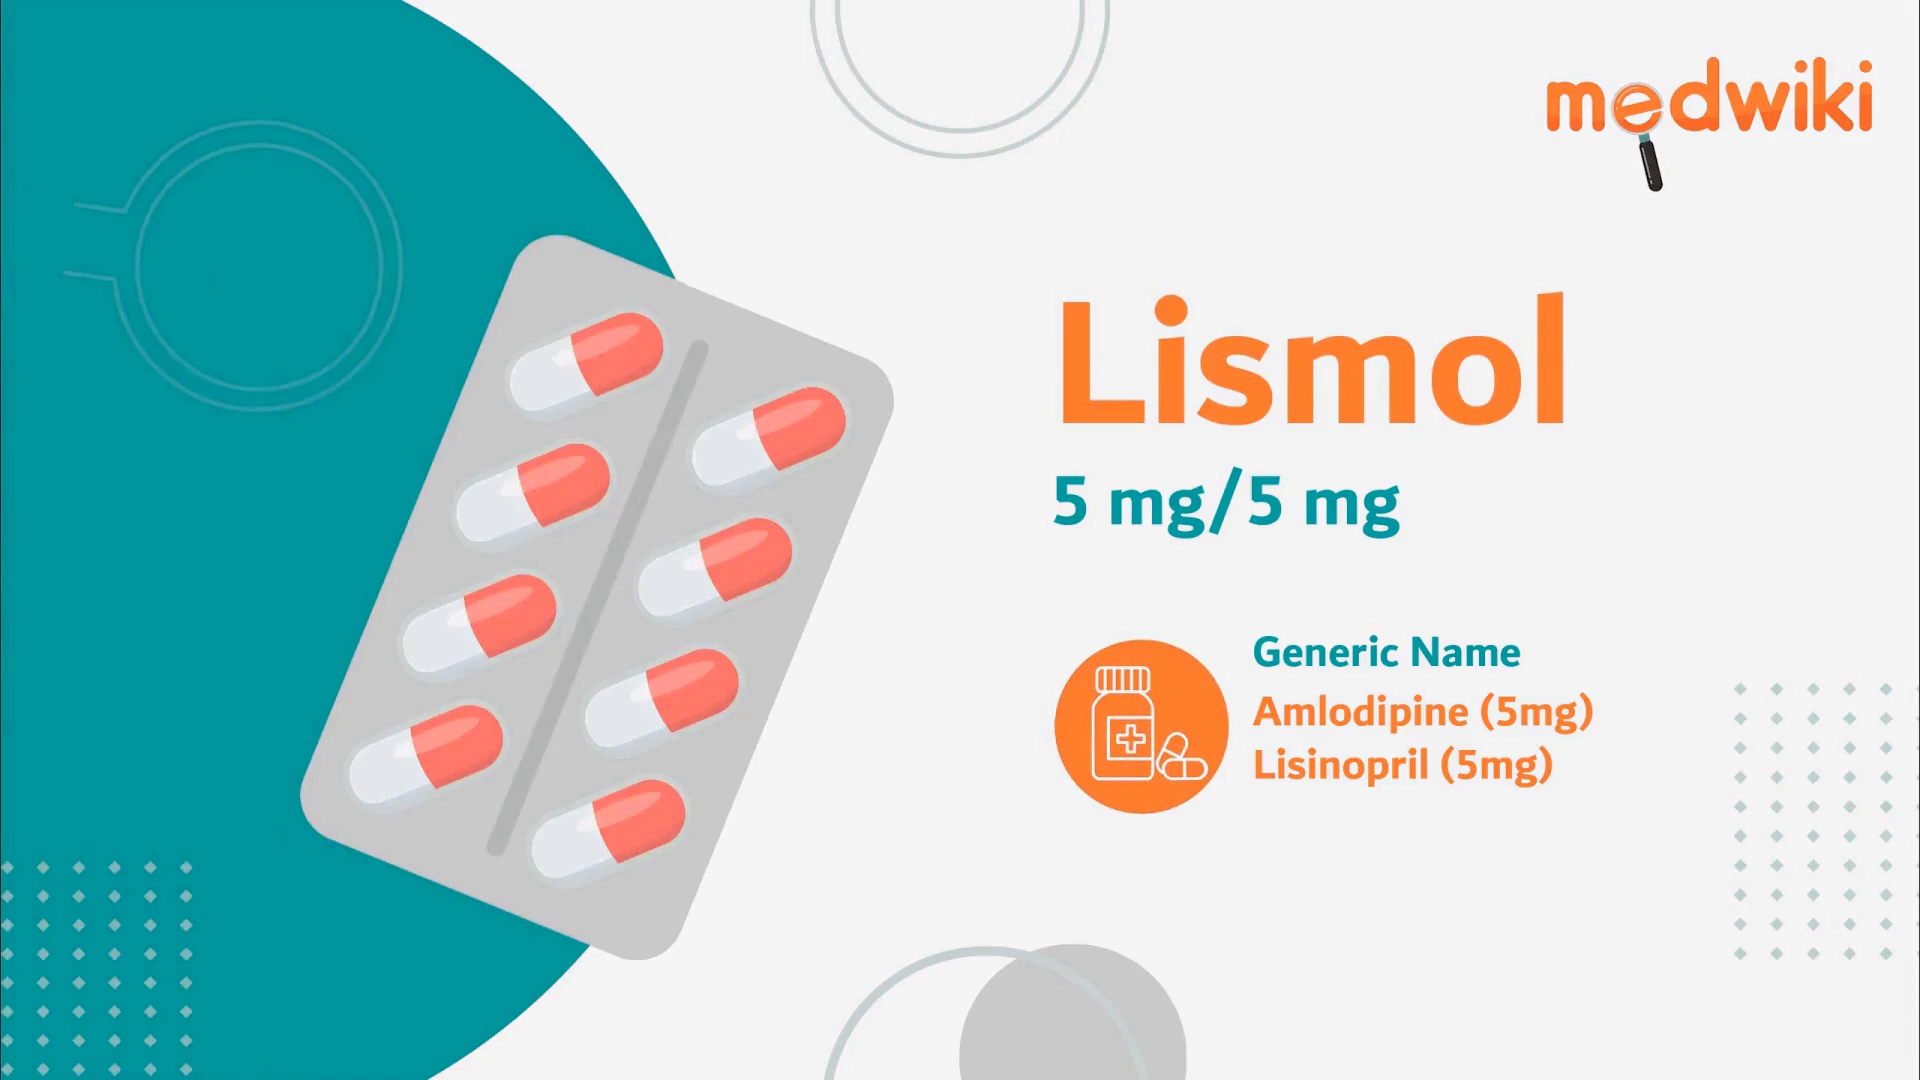 medwiki
Lismol
5 mg/5 mg
Generic Name
Amlodipine (5mg)
Lisinopril (5mg)